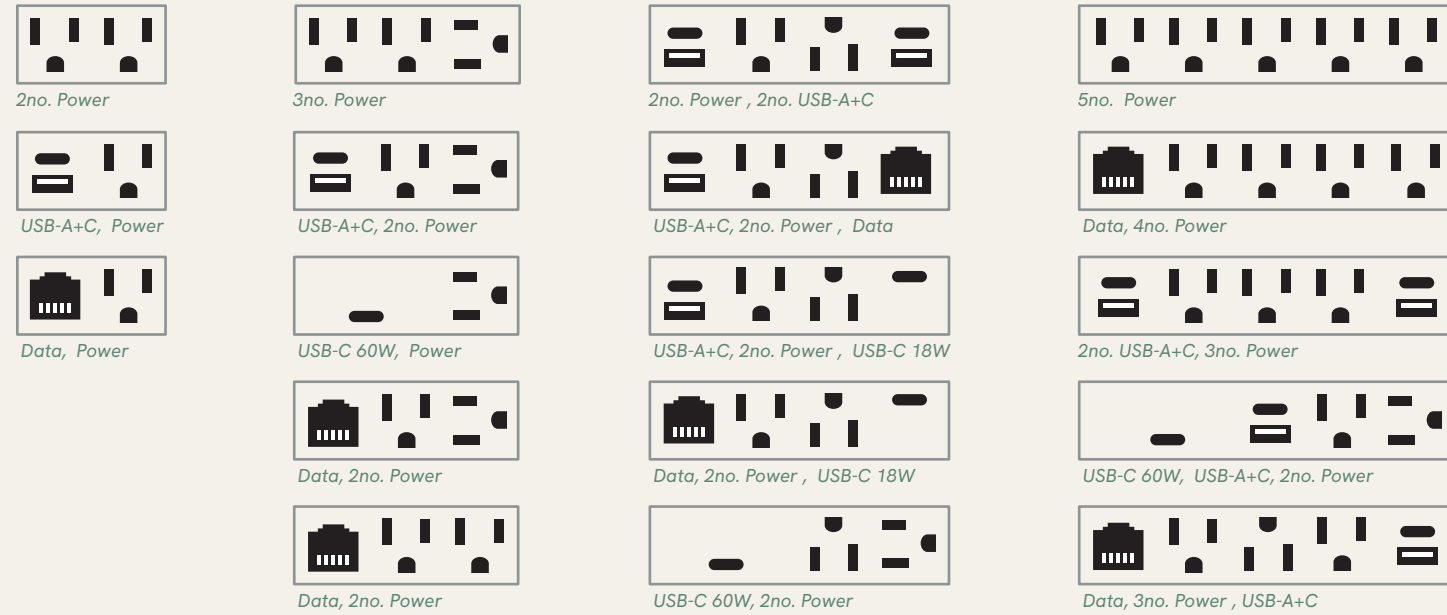 2no. Power
3no. Power
2no. Power , 2no. USB-A+C
5no. Power
USB-A+C, Power
USB-A+C, 2no. Power
USB-A+C, 2no. Power , Data
Data, 4no. Power
Data, Power
USB-C 60W, Power
USB-A+C, 2no. Power , USB-C 18W
2no. USB-A+C, 3no. Power
Data, 2no. Power
Data, 2no. Power , USB-C 18W
USB-C 60W, USB-A+C, 2no. Power
Data, 2no. Power
USB-C 60W, 2no. Power
Data, 3no. Power , USB-A+C